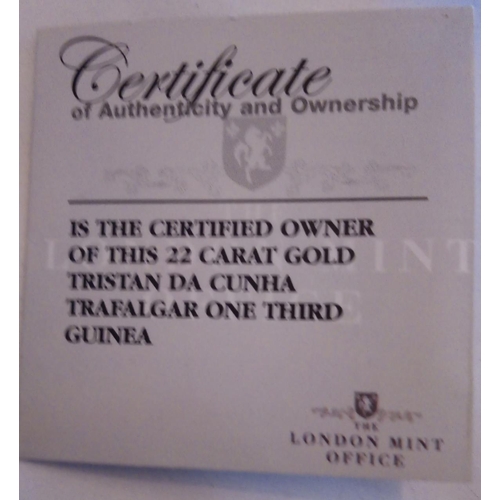 Certificate
of Authenticity and Ownership
IS THE CERTIFIED OWNER
OF THIS 22 CARAT GOLD
TRISTAN DA CUNHA
TRAFALGAR ONE THIRD
GUINEA
THE
LONDON MINT
OFFICE